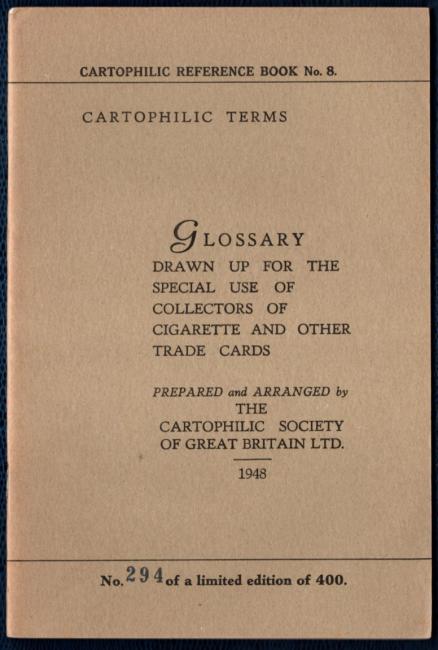 CARTOPHILIC REFERENCE BOOK No. 8.
CARTOPHILIC TERMS
GLOSSARY
DRAWN UP FOR THE
SPECIAL USE OF
COLLECTORS OF
CIGARETTE AND OTHER
TRADE CARDS
PREPARED and ARRANGED by
THE
CARTOPHILIC SOCIETY
OF GREAT BRITAIN LTD.
1948
No. 294 of a limited edition of 400.